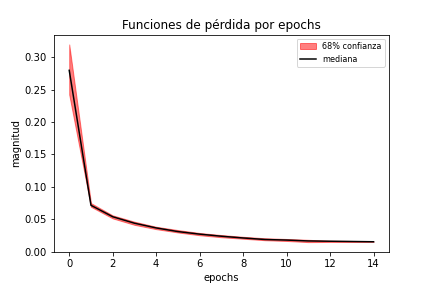 Funciones de pérdida por epochs
68% confianza
mediana
magnitud
0.30
0.25
0.20
0.15
0.10
0.05
0.00
0 2 4 6 8 10 12 14
epochs